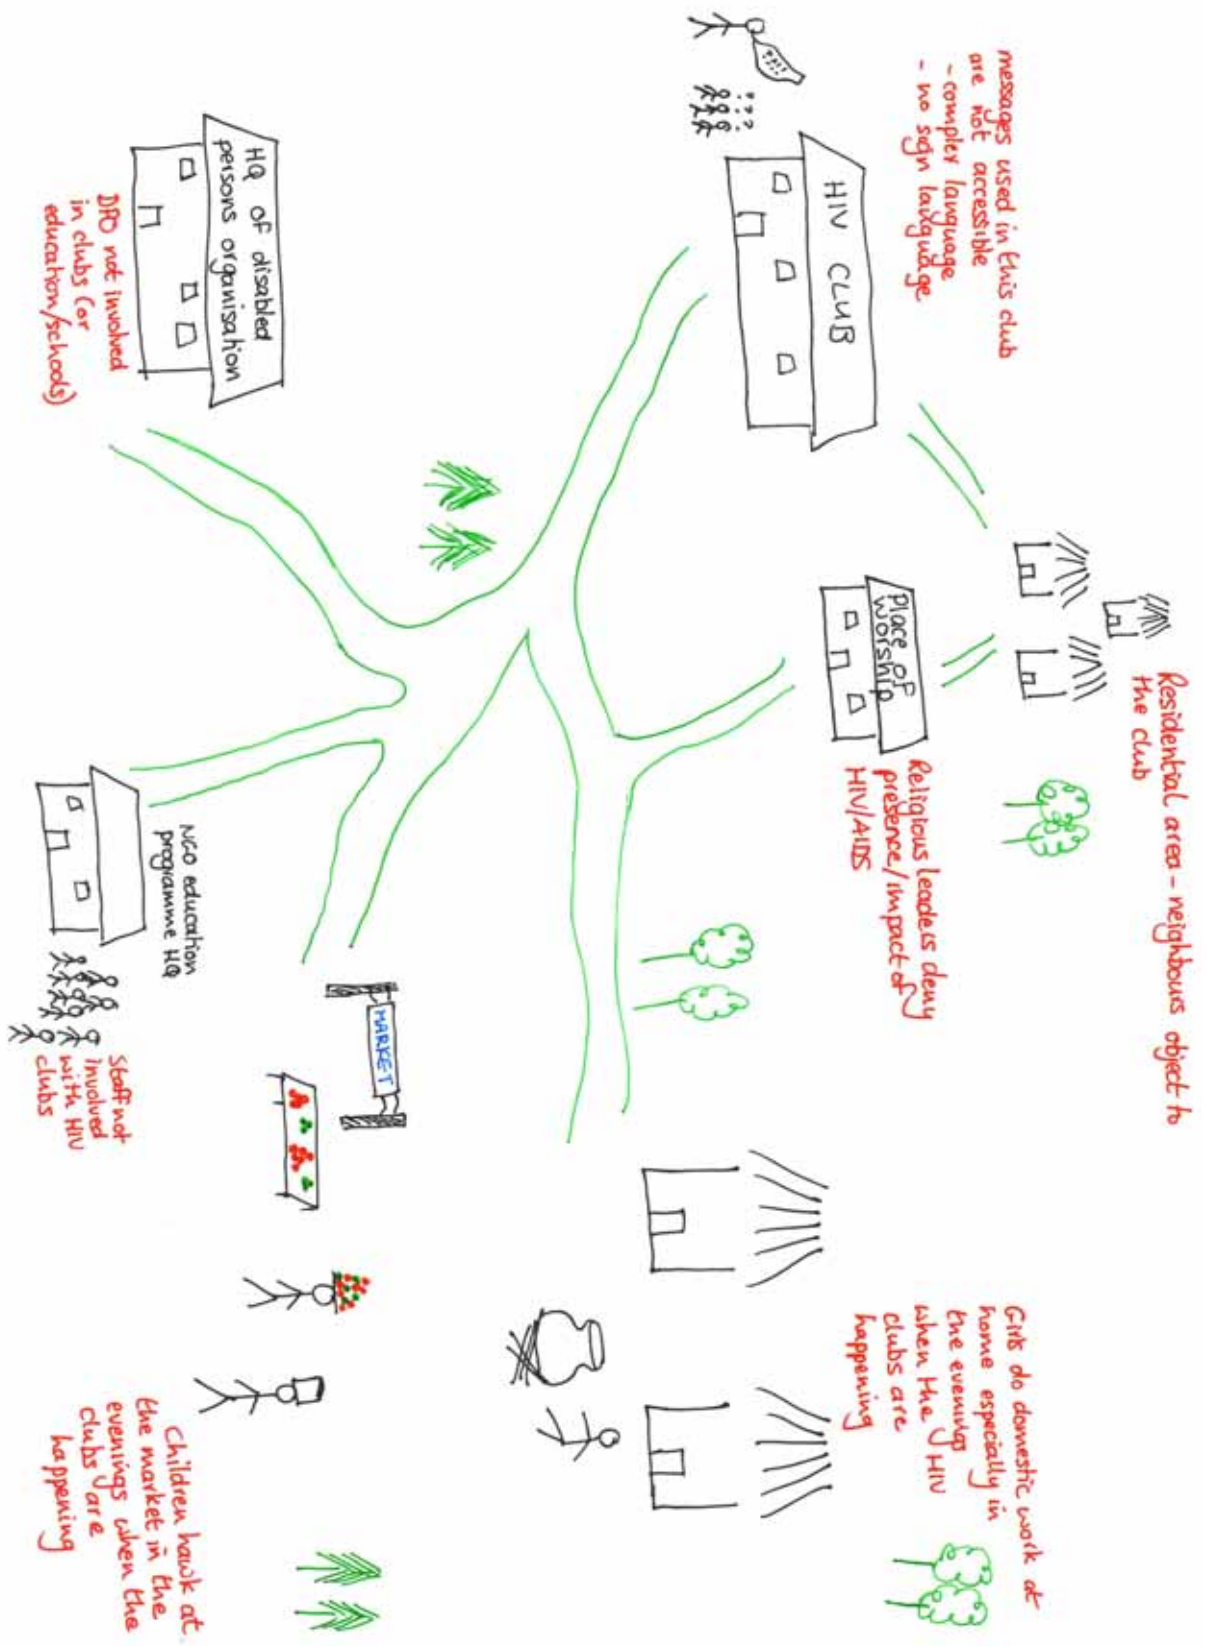 messages used in this club
are not accessible
- complex language
- no sign language
HIV CLUB
Residential area - neighbours object to
the club
Place of
worship
Religious leaders deny
presence/impact of
HIV/AIDS
Girls do domestic work at
home especially in
the evenings
when the HIV
clubs are
happening
HQ of disabled
persons organisation
DPO not involved
in clubs (or
education/schools)
NGO education
programme HQ
Staff not
involved
with HIV
clubs
MARKET
Children hawk at
the market in the
evenings when the
clubs are
happening